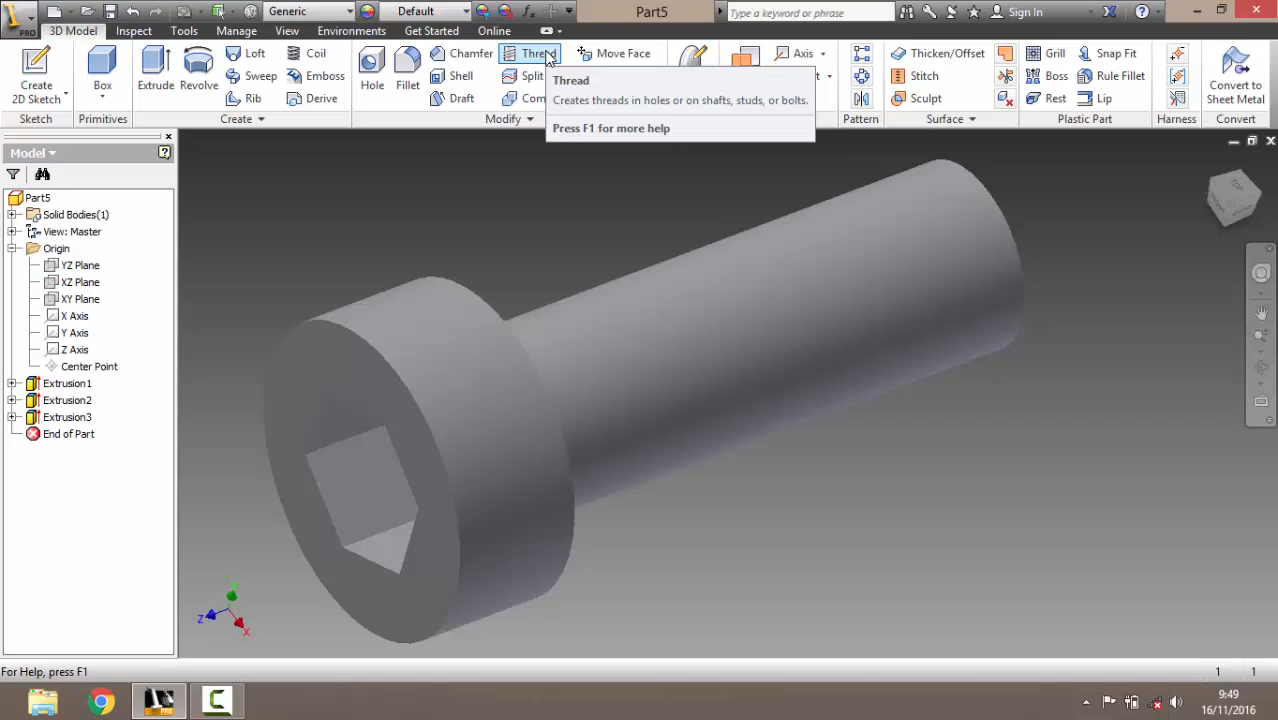 PRO
Generic
Default
Part5
Type here a keyword or phrase
Sign In
3D Model
Inspect
Tools
Manage
View
Environments
Get Started
Online
Create
2D Sketch
Sketch
Box
Primitives
Extrude
Revolve
Loft
Sweep
Rib
Coil
Emboss
Derive
Create
Hole
Fillet
Chamfer
Shell
Draft
Thread
Split
Modify
Move Face
Axis
Pattern
Thicken/Offset
Stitch
Sculpt
Surface
Grill
Boss
Rest
Snap Fit
Rule Fillet
Lip
Plastic Part
Harness
Convert to
Sheet Metal
Convert
Thread
Creates threads in holes or on shafts, studs, or bolts.
Press F1 for more help
Model
Part5
Solid Bodies(1)
View: Master
Origin
YZ Plane
XZ Plane
XY Plane
X Axis
Y Axis
Z Axis
Center Point
Extrusion1
Extrusion2
Extrusion3
End of Part
TOP
Z
X
For Help, press F1
1
1
PRO
9:49
16/11/2016